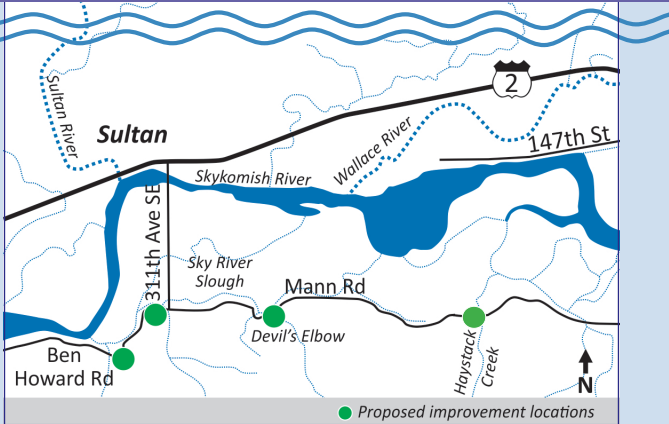 2
147th St
Sultan River
Sultan
Wallace River
Skykomish River
311th Ave SE
Sky River
Slough
Mann Rd
Devil's Elbow
Ben
Howard Rd
Haystack
Creek
N
Proposed improvement locations